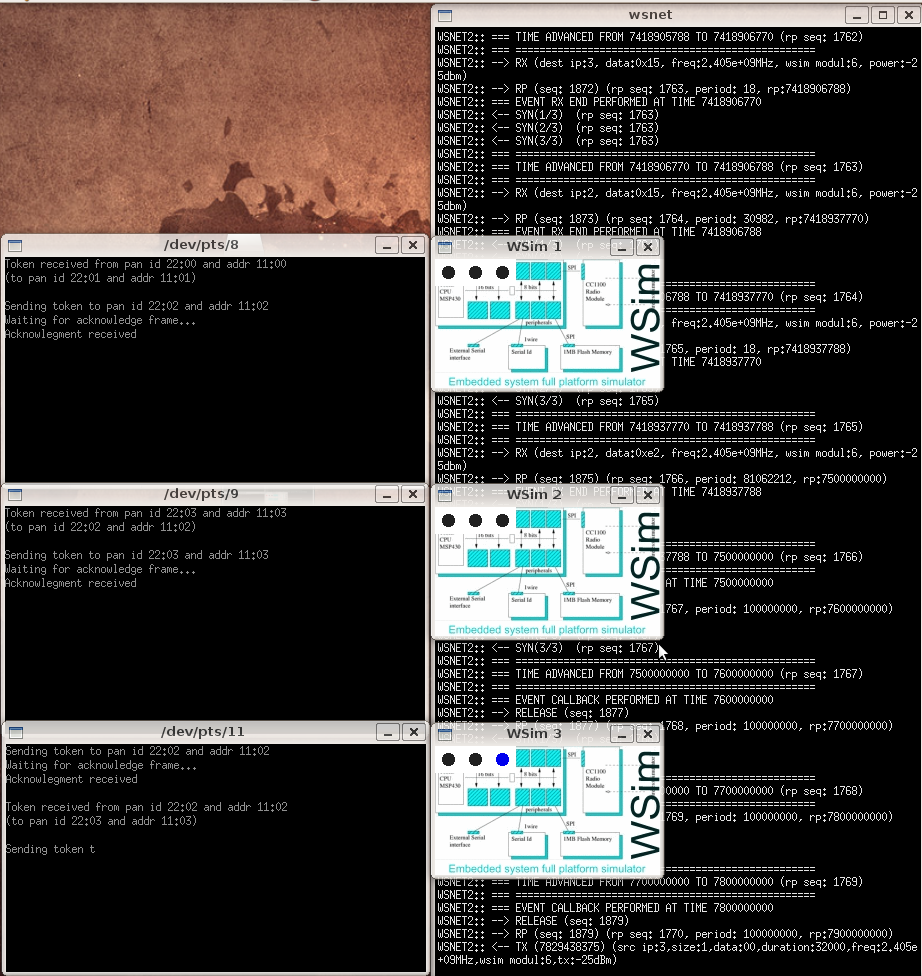 wsnet
WSNET2:: === TIME ADVANCED FROM 7418905788 TO 7418906770 (rp seq: 1762)
WSNET2:: === ==============================================
WSNET2:: --> RX (dest ip:3, data:0x15, freq:2.405e+09MHz, wsim modul:6, power:-2
5dbm)
WSNET2:: --> RP (seq: 1872) (rp seq: 1763, period: 18, rp:7418906788)
WSNET2:: === EVENT RX END PERFORMED AT TIME 7418906770
WSNET2:: <-- SYN(1/3)  (rp seq: 1763)
WSNET2:: <-- SYN(2/3)  (rp seq: 1763)
WSNET2:: <-- SYN(3/3)  (rp seq: 1763)
WSNET2:: === ==============================================
WSNET2:: === TIME ADVANCED FROM 7418906770 TO 7418906788 (rp seq: 1763)
WSNET2:: === ==============================================
WSNET2:: --> RX (dest ip:2, data:0x15, freq:2.405e+09MHz, wsim modul:6, power:-2
5dbm)
WSNET2:: --> RP (seq: 1873) (rp seq: 1764, period: 30982, rp:7418937770)
WSNET2:: === EVENT RX END PERFORMED AT TIME 7418906788
6788 TO 7418937770 (rp seq: 1764)
freq:2.405e+09MHz, wsim modul:6, power:-2
765, period: 18, rp:7418937788)
TIME 7418937770
WSNET2:: <-- SYN(3/3)  (rp seq: 1765)
WSNET2:: === ==============================================
WSNET2:: === TIME ADVANCED FROM 7418937770 TO 7418937788 (rp seq: 1765)
WSNET2:: === ==============================================
WSNET2:: --> RX (dest ip:2, data:0xe2, freq:2.405e+09MHz, wsim modul:6, power:-2
5dbm)
WSNET2:: --> RP (seq: 1875) (rp seq: 1766, period: 81062212, rp:7500000000)
TIME 7418937788
7788 TO 7500000000 (rp seq: 1766)
AT TIME 7500000000
767, period: 100000000, rp:7600000000)
WSNET2:: <-- SYN(3/3)  (rp seq: 1767)
WSNET2:: === ==============================================
WSNET2:: === TIME ADVANCED FROM 7500000000 TO 7600000000 (rp seq: 1767)
WSNET2:: === ==============================================
WSNET2:: === EVENT CALLBACK PERFORMED AT TIME 7600000000
WSNET2:: --> RELEASE (seq: 1877)
1768, period: 100000000, rp:7700000000)
0000 TO 7700000000 (rp seq: 1768)
AT TIME 7700000000
769, period: 100000000, rp:7800000000)
WSNET2:: === TIME ADVANCED FROM 7700000000 TO 7800000000 (rp seq: 1769)
WSNET2:: === ==============================================
WSNET2:: === EVENT CALLBACK PERFORMED AT TIME 7800000000
WSNET2:: --> RELEASE (seq: 1879)
WSNET2:: --> RP (seq: 1879) (rp seq: 1770, period: 100000000, rp:7900000000)
WSNET2:: <-- TX (7829438375) (src ip:3,size:1,data:00,duration:32000,freq:2.405e
+09MHz,wsim modul:6,tx:-25dBm)
/dev/pts/8
Token received from pan id 22:00 and addr 11:00
(to pan id 22:01 and addr 11:01)
Sending token to pan id 22:02 and addr 11:02
Waiting for acknowledge frame...
Acknowlegment received
/dev/pts/9
Token received from pan id 22:03 and addr 11:03
(to pan id 22:02 and addr 11:02)
Sending token to pan id 22:03 and addr 11:03
Waiting for acknowledge frame...
Acknowlegment received
/dev/pts/11
Sending token to pan id 22:02 and addr 11:02
Waiting for acknowledge frame...
Acknowlegment received
Token received from pan id 22:02 and addr 11:02
(to pan id 22:03 and addr 11:03)
Sending token t
WSim 1
SPI
CPU
MSP430
16 bits
8 bits
CC1100
Radio
Module
peripherals
1wire
SPI
External Serial
interface
Serial Id
1MB Flash Memory
WSim
Embedded system full platform simulator
WSim 2
SPI
CPU
MSP430
16 bits
8 bits
CC1100
Radio
Module
peripherals
1wire
SPI
External Serial
interface
Serial Id
1MB Flash Memory
WSim
Embedded system full platform simulator
WSim 3
SPI
CPU
MSP430
16 bits
8 bits
CC1100
Radio
Module
peripherals
1wire
SPI
External Serial
interface
Serial Id
1MB Flash Memory
WSim
Embedded system full platform simulator